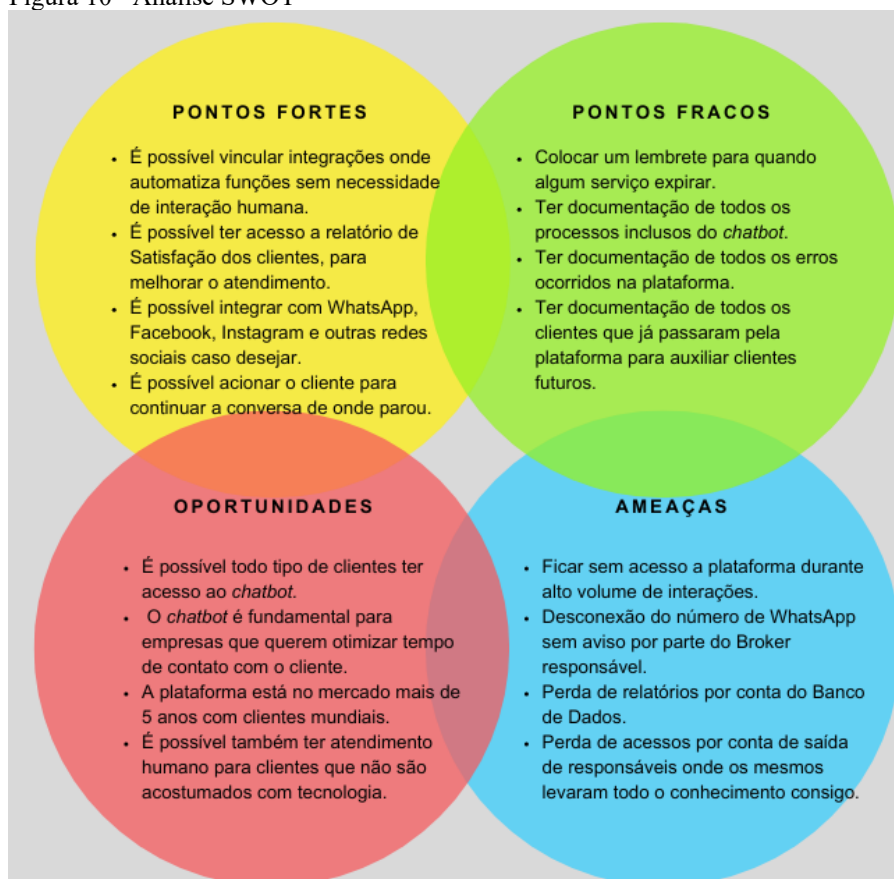 Figura 10 - Análise SWOT
PONTOS FORTES
• É possível vincular integrações onde
automatiza funções sem necessidade
de interação humana.
• É possível ter acesso a relatório de
Satisfação dos clientes, para
melhorar o atendimento.
• É possível integrar com WhatsApp,
Facebook, Instagram e outras redes
sociais caso desejar.
• É possível acionar o cliente para
continuar a conversa de onde parou.
PONTOS FRACOS
• Colocar um lembrete para quando
algum serviço expirar.
• Ter documentação de todos os
processos inclusos do chatbot.
• Ter documentação de todos os erros
ocorridos na plataforma.
• Ter documentação de todos os
clientes que já passaram pela
plataforma para auxiliar clientes
futuros.
OPORTUNIDADES
• É possível todo tipo de clientes ter
acesso ao chatbot.
• O chatbot é fundamental para
empresas que querem otimizar tempo
de contato com o cliente.
• A plataforma está no mercado mais de
5 anos com clientes mundiais.
• É possível também ter atendimento
humano para clientes que não são
acostumados com tecnologia.
AMEAÇAS
• Ficar sem acesso a plataforma durante
alto volume de interações.
• Desconexão do número de WhatsApp
sem aviso por parte do Broker
responsável.
• Perda de relatórios por conta do Banco
de Dados.
• Perda de acessos por conta de saída
de responsáveis onde os mesmos
levaram todo o conhecimento consigo.